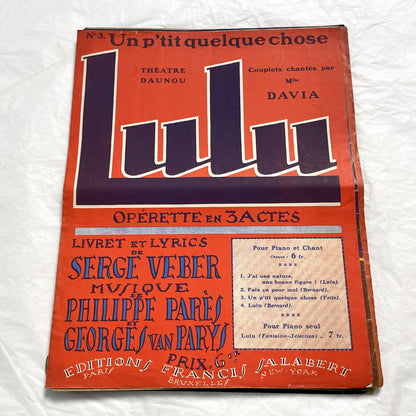 No 3. Un p'tit quelque chose
THÉATRE
DAUNOU
Couplets chantés par
Mlle
DAVIA
Lulu
OPÉRETTE EN 3 ACTES
LIVRET ET LYRICS
DE
SERGE VEBER
MUSIQUE
DE
PHILIPPE PARÈS
ET
GEORGES VAN PARYS
PRIX. 6 fr.
Pour Piano et Chant
Chaque : 6 fr.
1. J'ai une nature,
une bonne figure ! (Lulu).
2. Fais ça pour moi (Bernard).
3. Un p'tit quelque chose (Yette).
4. Lulu (Bernard).
Pour Piano seul
Lulu (Fantaisie-Sélection) .. 7 fr.
EDITIONS FRANCIS SALABERT
PARIS
BRUXELLES
NEW-YORK